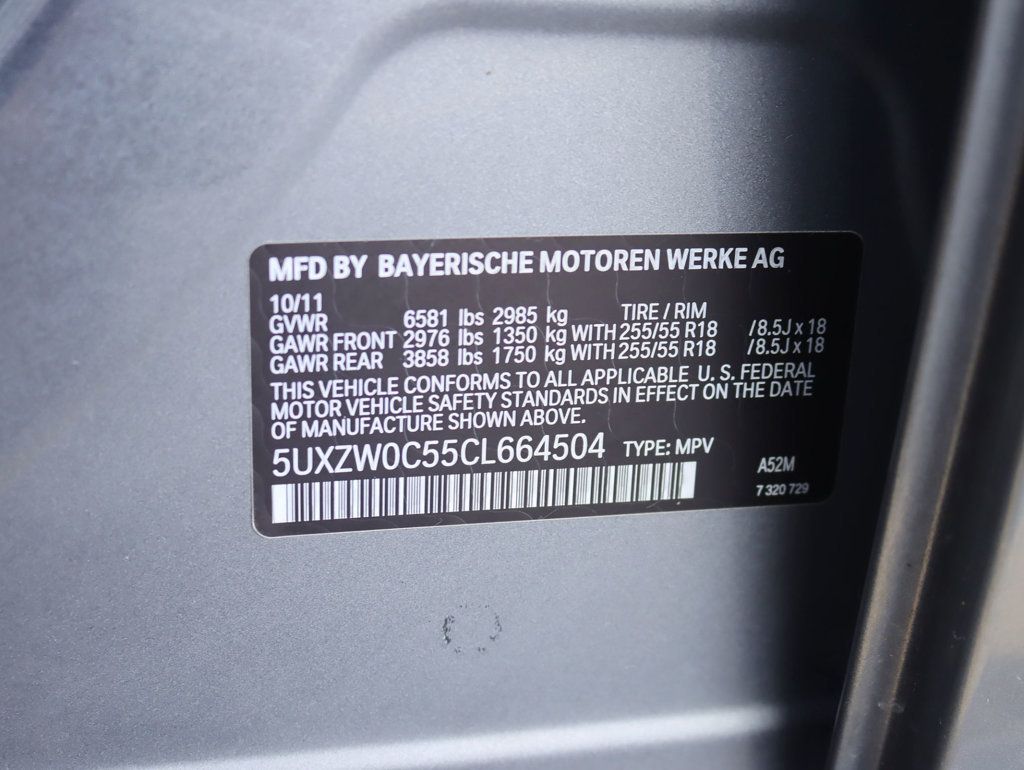 MFD BY BAYERISCHE MOTOREN WERKE AG
10/11
GVWR 6581 lbs 2985 kg TIRE / RIM
GAWR FRONT 2976 lbs 1350 kg WITH 255/55 R18 /8.5J x 18
GAWR REAR 3858 lbs 1750 kg WITH 255/55 R18 /8.5J x 18
THIS VEHICLE CONFORMS TO ALL APPLICABLE U. S. FEDERAL
MOTOR VEHICLE SAFETY STANDARDS IN EFFECT ON THE DATE
OF MANUFACTURE SHOWN ABOVE.
5UXZW0C55CL664504 TYPE: MPV
A52M
7 320 729